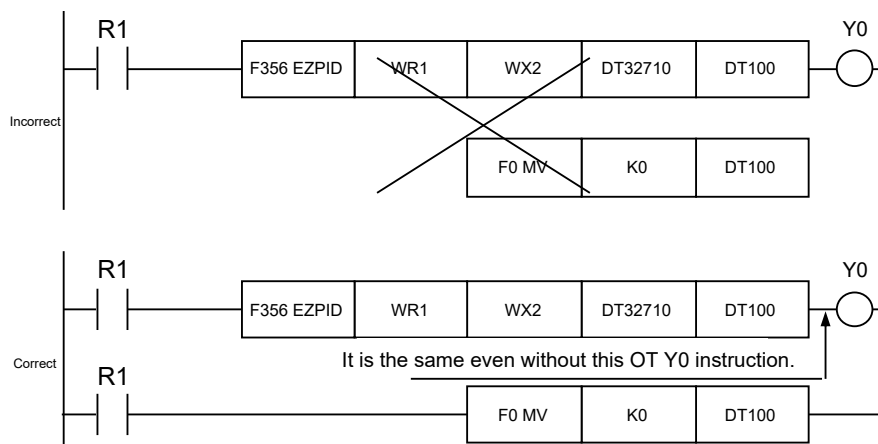 R1 Y0
F356 EZPID WR1 WX2 DT32710 DT100
Incorrect
F0 MV K0 DT100
R1 Y0
F356 EZPID WR1 WX2 DT32710 DT100
It is the same even without this OT Y0 instruction.
Correct
R1
F0 MV K0 DT100